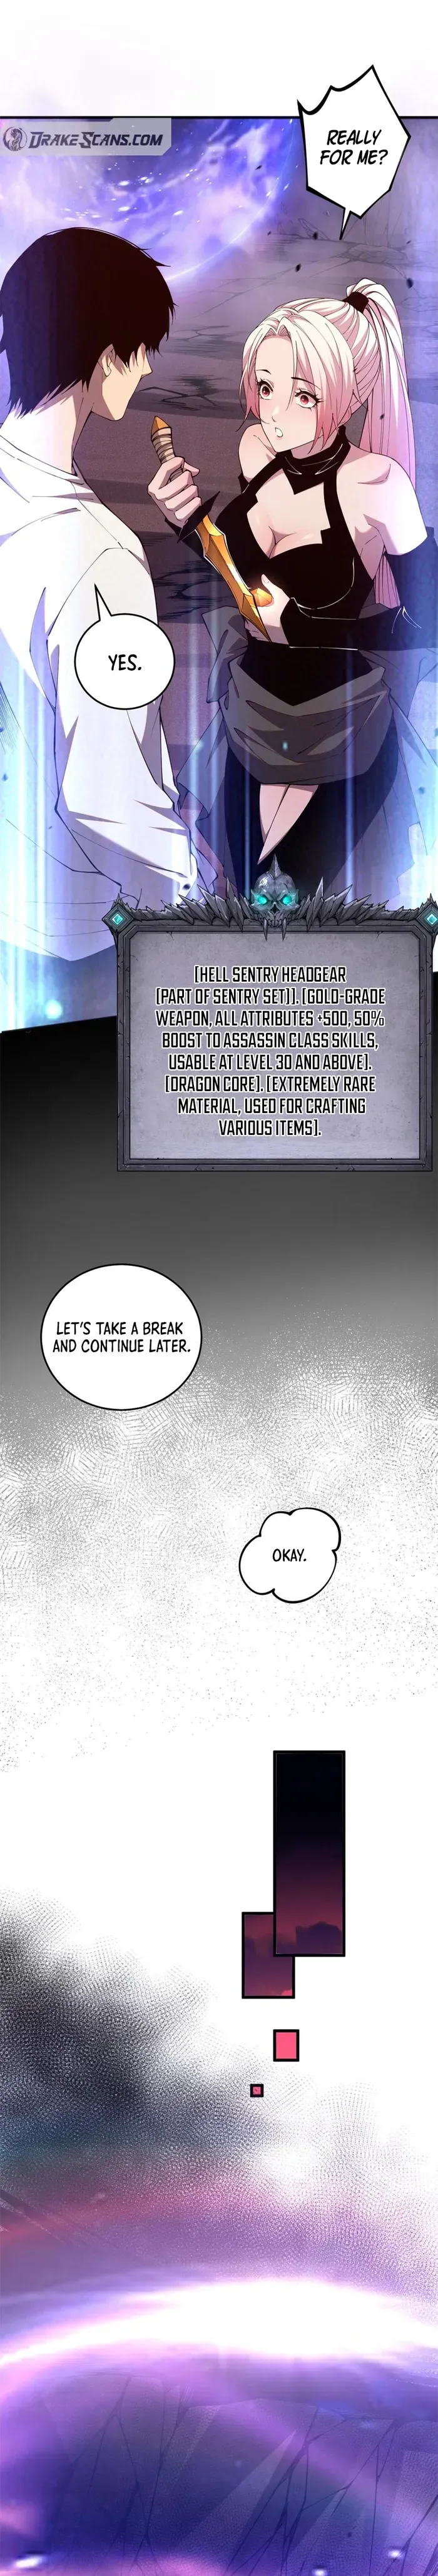 REALLY
FOR ME?
DRAKESCANS.COM
YES.
[HELL SENTRY HEADGEAR
[PART OF SENTRY SET]]. [GOLD-GRADE
WEAPON, ALL ATTRIBUTES +500, 50%
BOOST TO ASSASSIN CLASS SKILLS,
USABLE AT LEVEL 30 AND ABOVE].
[DRAGON CORE]. [EXTREMELY RARE
MATERIAL, USED FOR CRAFTING
VARIOUS ITEMS].
LET'S TAKE A BREAK
AND CONTINUE LATER.
OKAY.